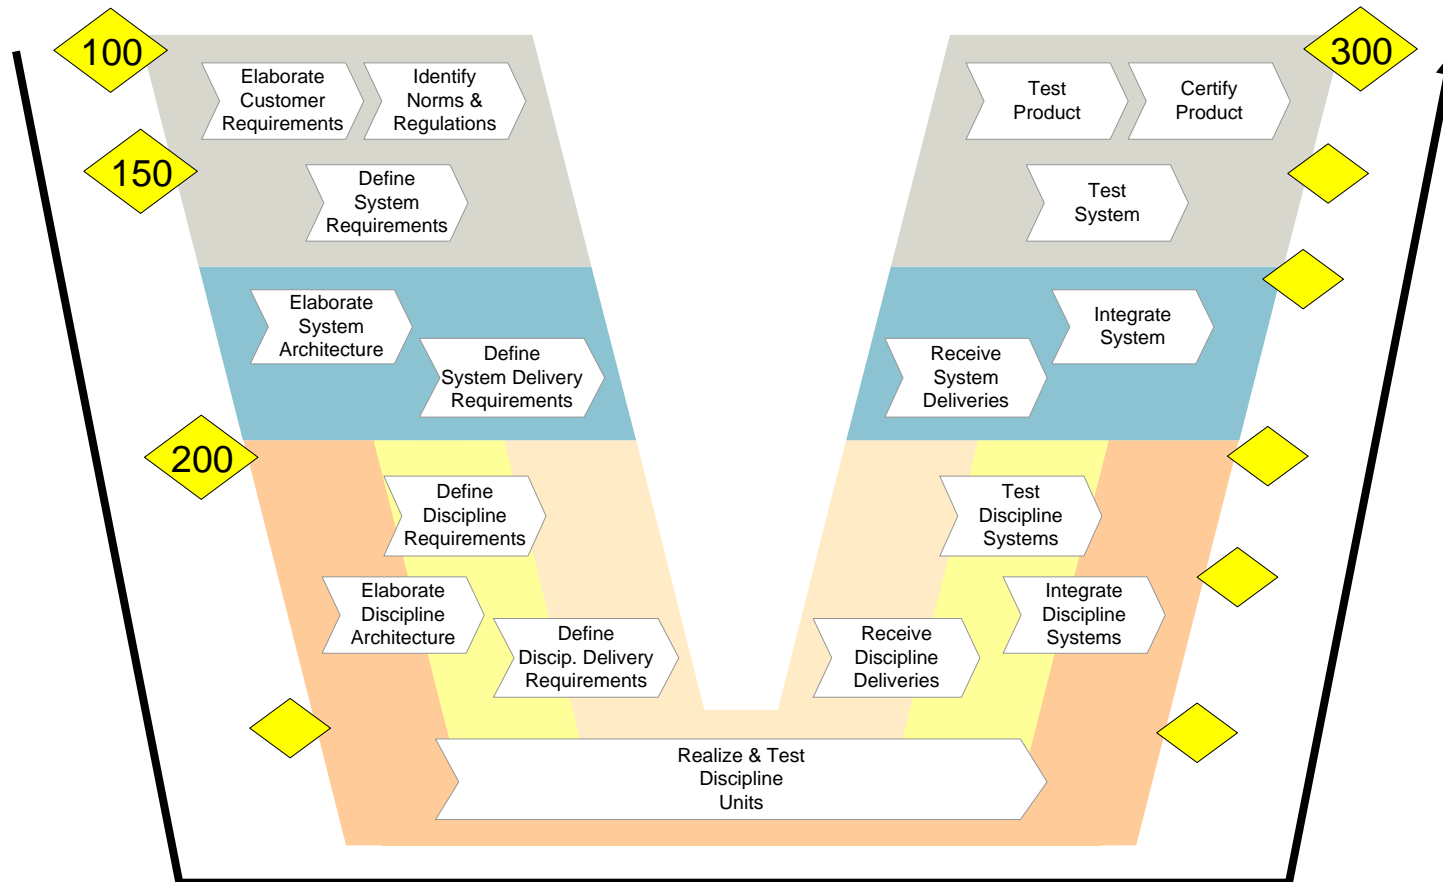 100
Elaborate
Customer
Requirements
Identify
Norms &
Regulations
Test
Product
Certify
Product
300
150
Define
System
Requirements
Test
System
Elaborate
System
Architecture
Define
System Delivery
Requirements
Receive
System
Deliveries
Integrate
System
200
Define
Discipline
Requirements
Test
Discipline
Systems
Elaborate
Discipline
Architecture
Define
Discip. Delivery
Requirements
Receive
Discipline
Deliveries
Integrate
Discipline
Systems
Realize & Test
Discipline
Units